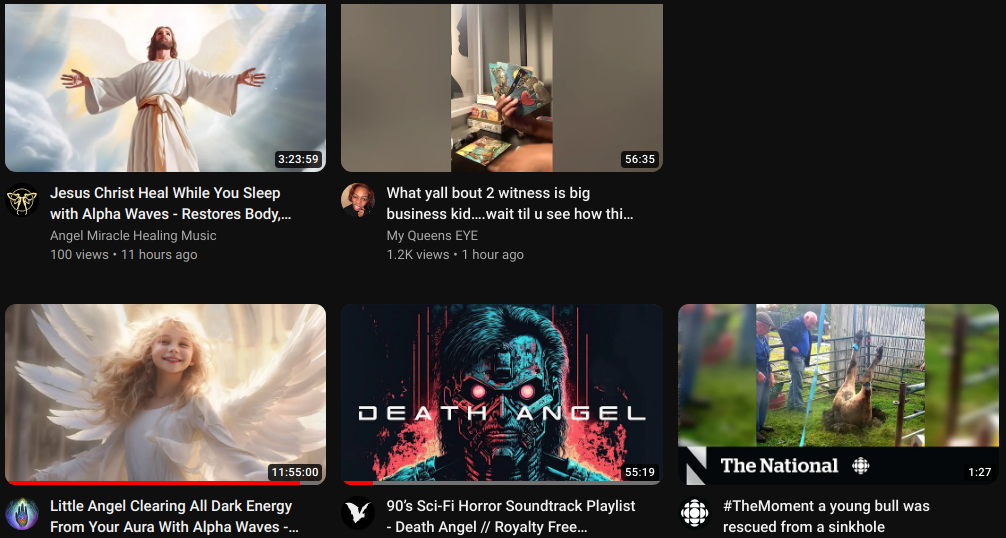 3:23:59
56:35
Jesus Christ Heal While You Sleep
with Alpha Waves - Restores Body,...
Angel Miracle Healing Music
100 views • 11 hours ago
What yall bout 2 witness is big
business kid....wait til u see how thi...
My Queens EYE
1.2K views • 1 hour ago
11:55:00
DEATH ANGEL
55:19
The National
1:27
Little Angel Clearing All Dark Energy
From Your Aura With Alpha Waves -...
90's Sci-Fi Horror Soundtrack Playlist
- Death Angel // Royalty Free...
#TheMoment a young bull was
rescued from a sinkhole